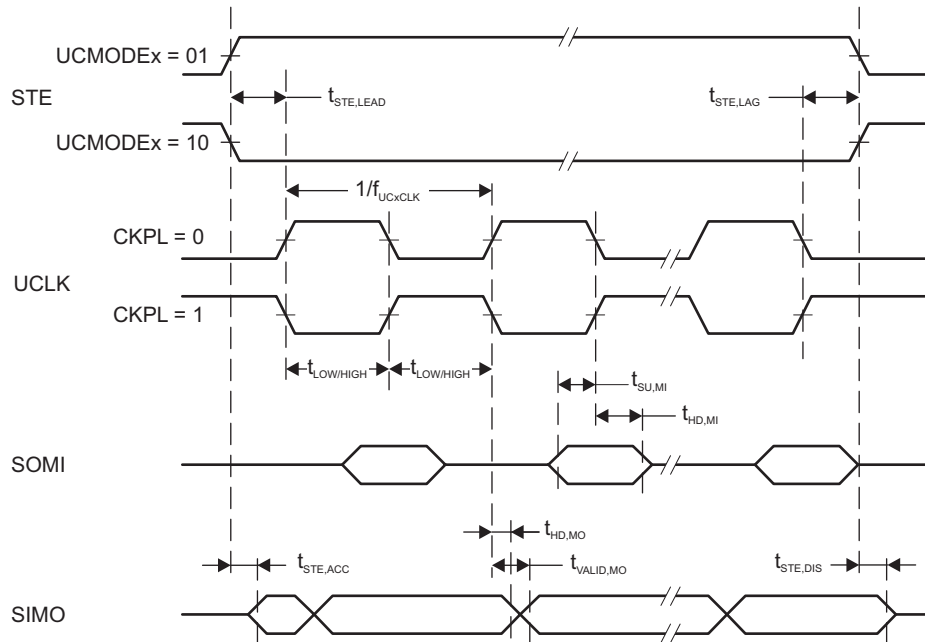 UCMODEx = 01
STE
tSTE,LEAD
tSTE,LAG
UCMODEx = 10
1/fUCxCLK
CKPL = 0
UCLK
CKPL = 1
tLOW/HIGH tLOW/HIGH
tSU,MI
tHD,MI
SOMI
tHD,MO
tSTE,ACC
tVALID,MO
tSTE,DIS
SIMO